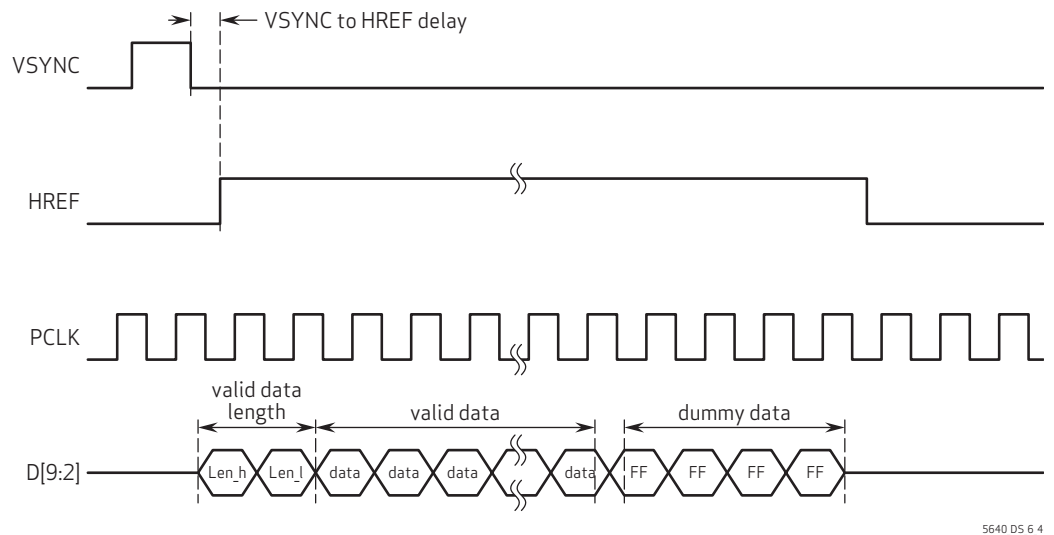 VSYNC to HREF delay
VSYNC
HREF
PCLK
valid data
length
valid data
dummy data
D[9:2]
Len_h Len_l data data data data FF FF FF FF
5640 DS 6 4